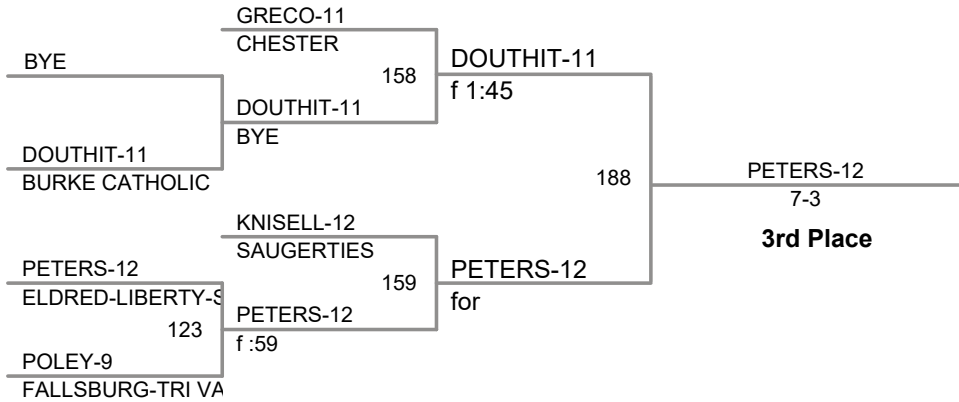 GRECO-11
CHESTER
BYE
158
DOUTHIT-11
f 1:45
DOUTHIT-11
BYE
DOUTHIT-11
BURKE CATHOLIC
188
PETERS-12
7-3
3rd Place
KNISELL-12
SAUGERTIES
PETERS-12
ELDRED-LIBERTY-S
159
PETERS-12
for
123
PETERS-12
f :59
POLEY-9
FALLSBURG-TRI VA